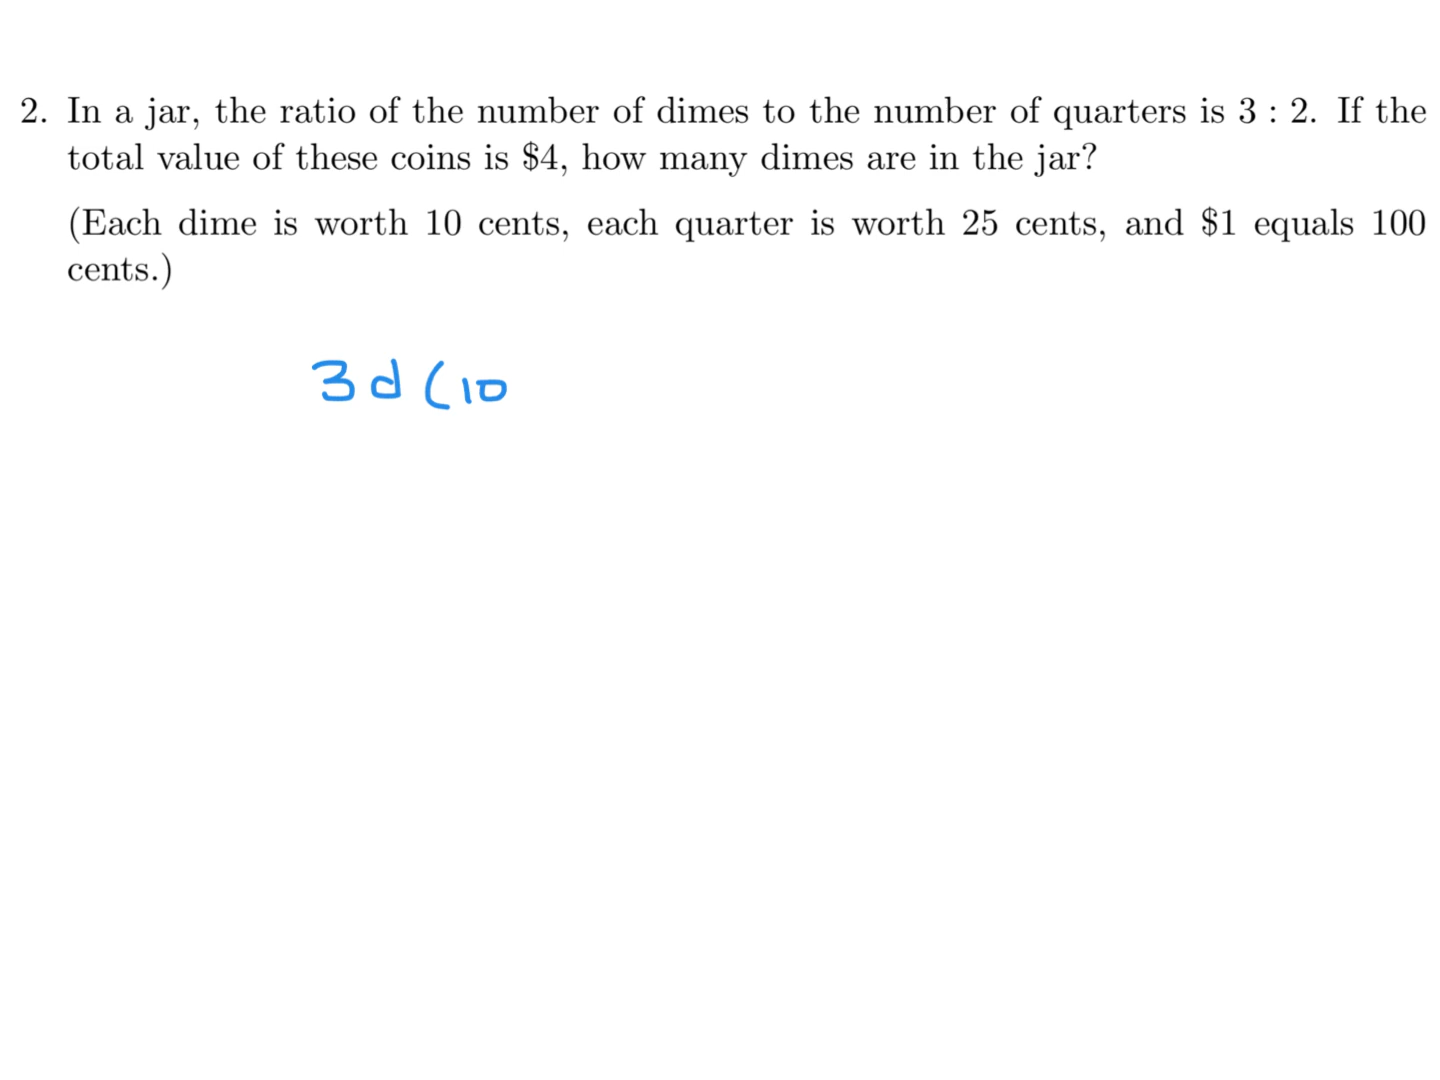 2. In a jar, the ratio of the number of dimes to the number of quarters is 3 : 2. If the
total value of these coins is $4, how many dimes are in the jar?
(Each dime is worth 10 cents, each quarter is worth 25 cents, and $1 equals 100
cents.)
3d (10